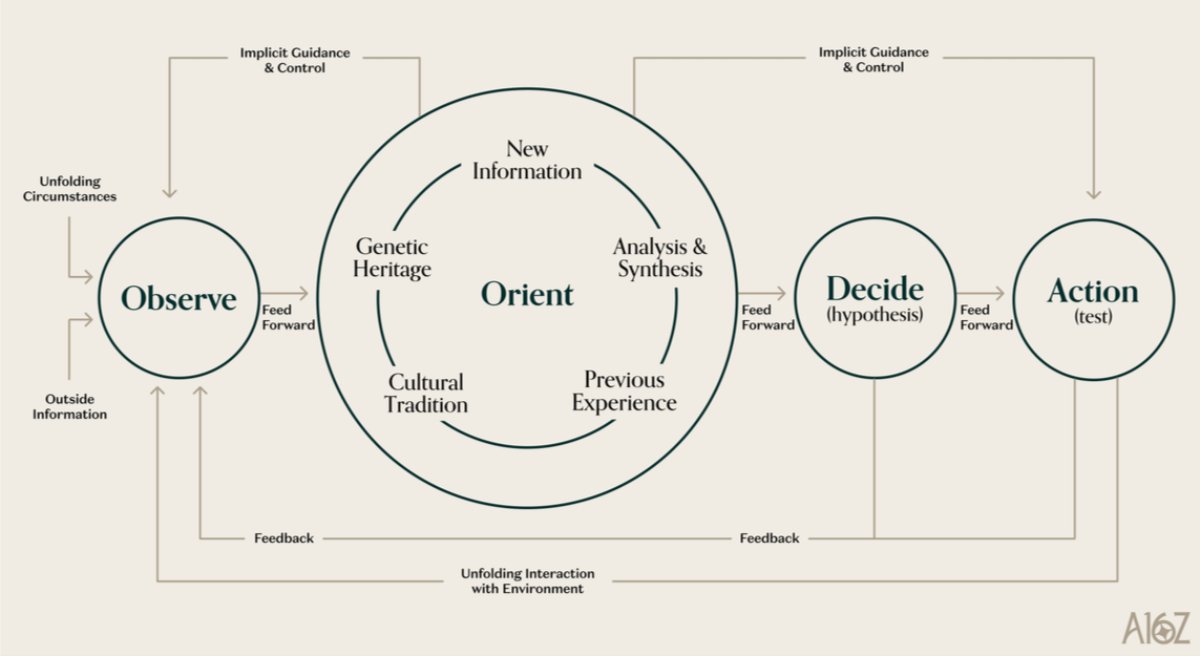 Implicit Guidance
& Control
Implicit Guidance
& Control
Unfolding
Circumstances
Outside
Information
Observe
Feed
Forward
New
Information
Genetic
Heritage
Analysis &
Synthesis
Orient
Cultural
Tradition
Previous
Experience
Feed
Forward
Decide
(hypothesis)
Feed
Forward
Action
(test)
Feedback
Feedback
Unfolding Interaction
with Environment
A16Z